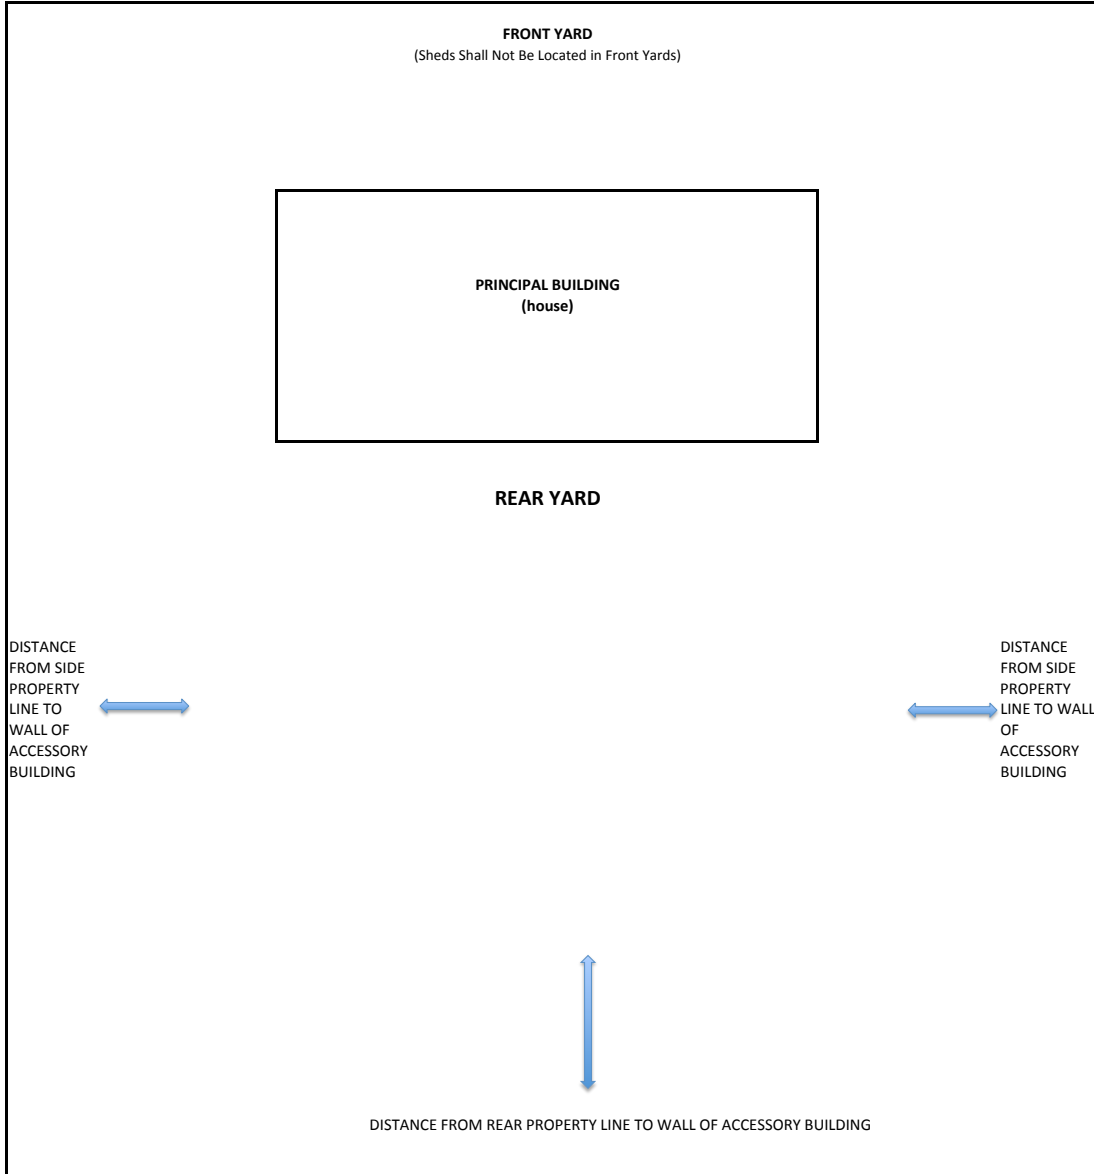 FRONT YARD
(Sheds Shall Not Be Located in Front Yards)
PRINCIPAL BUILDING
(house)
REAR YARD
DISTANCE
FROM SIDE
PROPERTY
LINE TO
WALL OF
ACCESSORY
BUILDING
DISTANCE
FROM SIDE
PROPERTY
LINE TO WALL
OF
ACCESSORY
BUILDING
DISTANCE FROM REAR PROPERTY LINE TO WALL OF ACCESSORY BUILDING